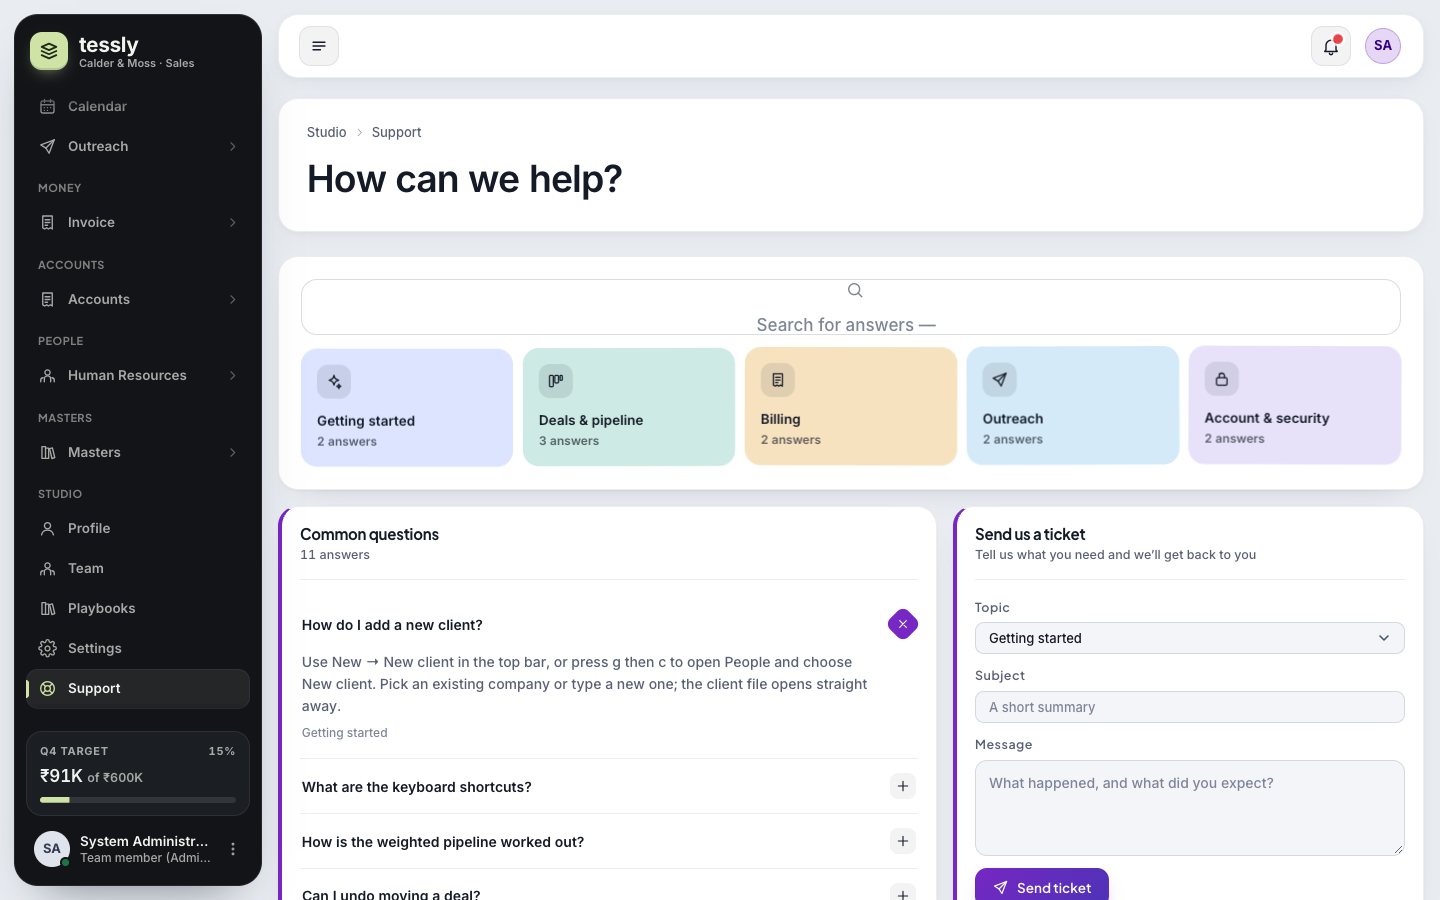 tessly
Calder & Moss · Sales
Calendar
Outreach
MONEY
Invoice
ACCOUNTS
Accounts
PEOPLE
Human Resources
MASTERS
Masters
STUDIO
Profile
Team
Playbooks
Settings
Support
Q4 TARGET 15%
₹91K of ₹600K
SA
System Administr...
Team member (Admi...
SA
Studio > Support
How can we help?
Search for answers —
Getting started
2 answers
Deals & pipeline
3 answers
Billing
2 answers
Outreach
2 answers
Account & security
2 answers
Common questions
11 answers
How do I add a new client?
Use New → New client in the top bar, or press g then c to open People and choose
New client. Pick an existing company or type a new one; the client file opens straight
away.
Getting started
What are the keyboard shortcuts?
How is the weighted pipeline worked out?
Can I undo moving a deal?
Send us a ticket
Tell us what you need and we’ll get back to you
Topic
Getting started
Subject
A short summary
Message
What happened, and what did you expect?
Send ticket